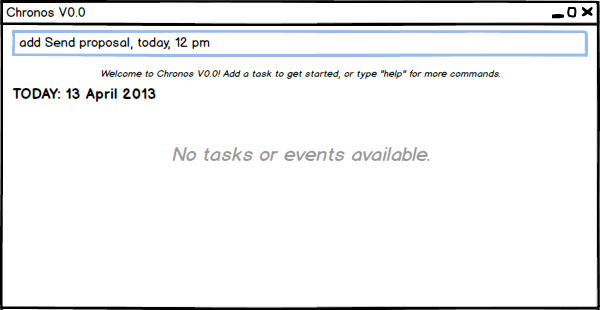 Chronos V0.0
add Send proposal, today, 12 pm
Welcome to Chronos V0.0! Add a task to get started, or type "help" for more commands.
TODAY: 13 April 2013
No tasks or events available.